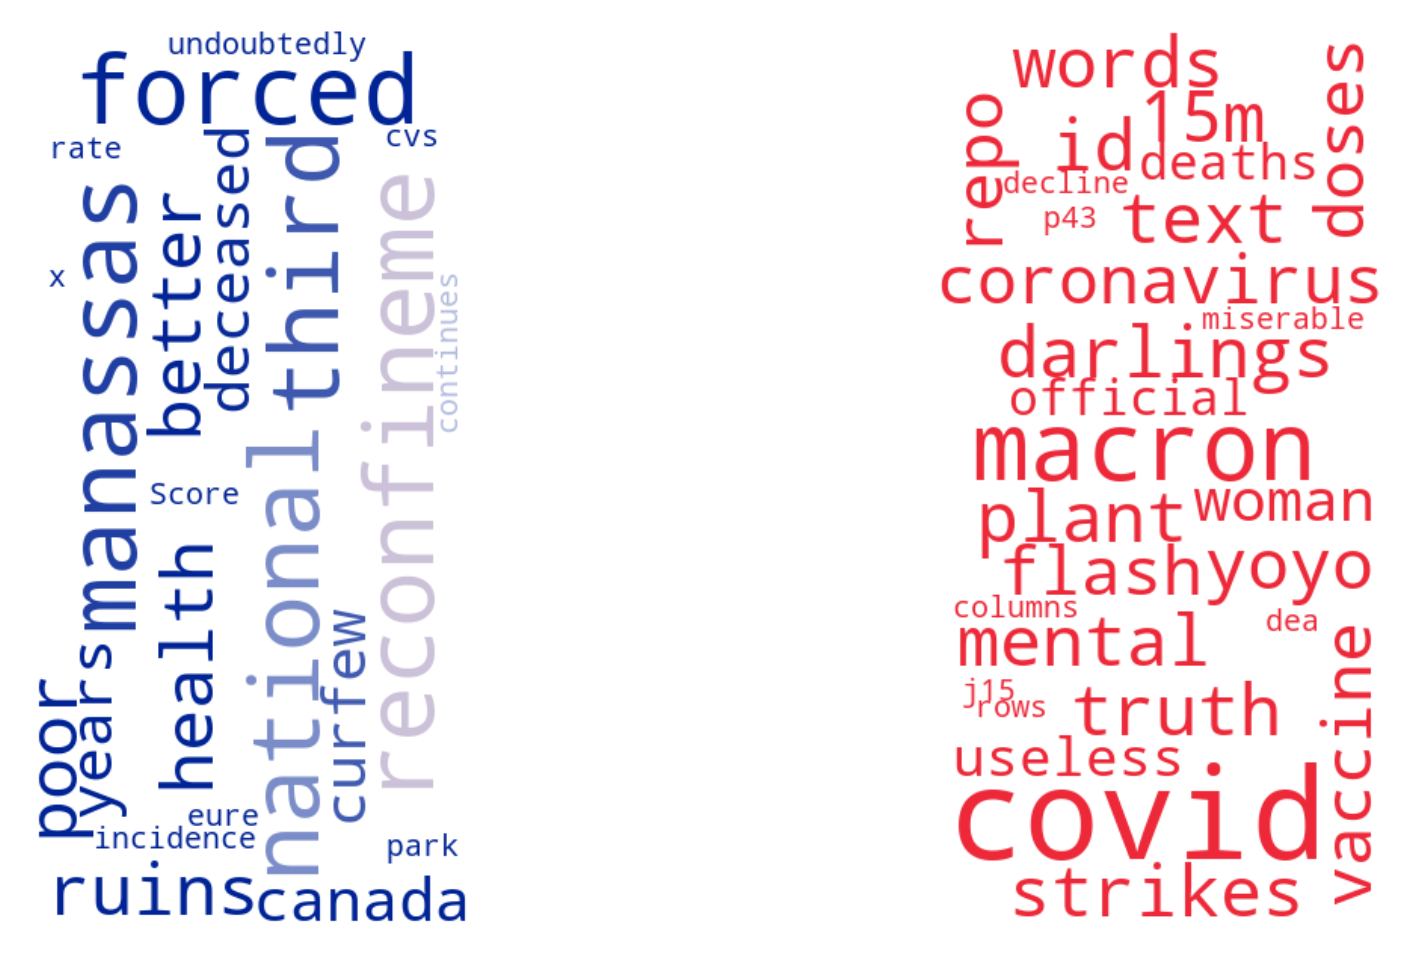 undoubtedly
forced
rate
cvs
deceased
third
better
manassas
reconfineme
continues
x
Score
national
health
curfew
years
poor
eure
incidence
park
ruins
canada
words
doses
repo
15m
id
deaths
decline
p43
text
coronavirus
miserable
darlings
official
macron
plant
woman
flash
yoyo
columns
dea
mental
vaccine
j15
rows
truth
useless
covid
strikes